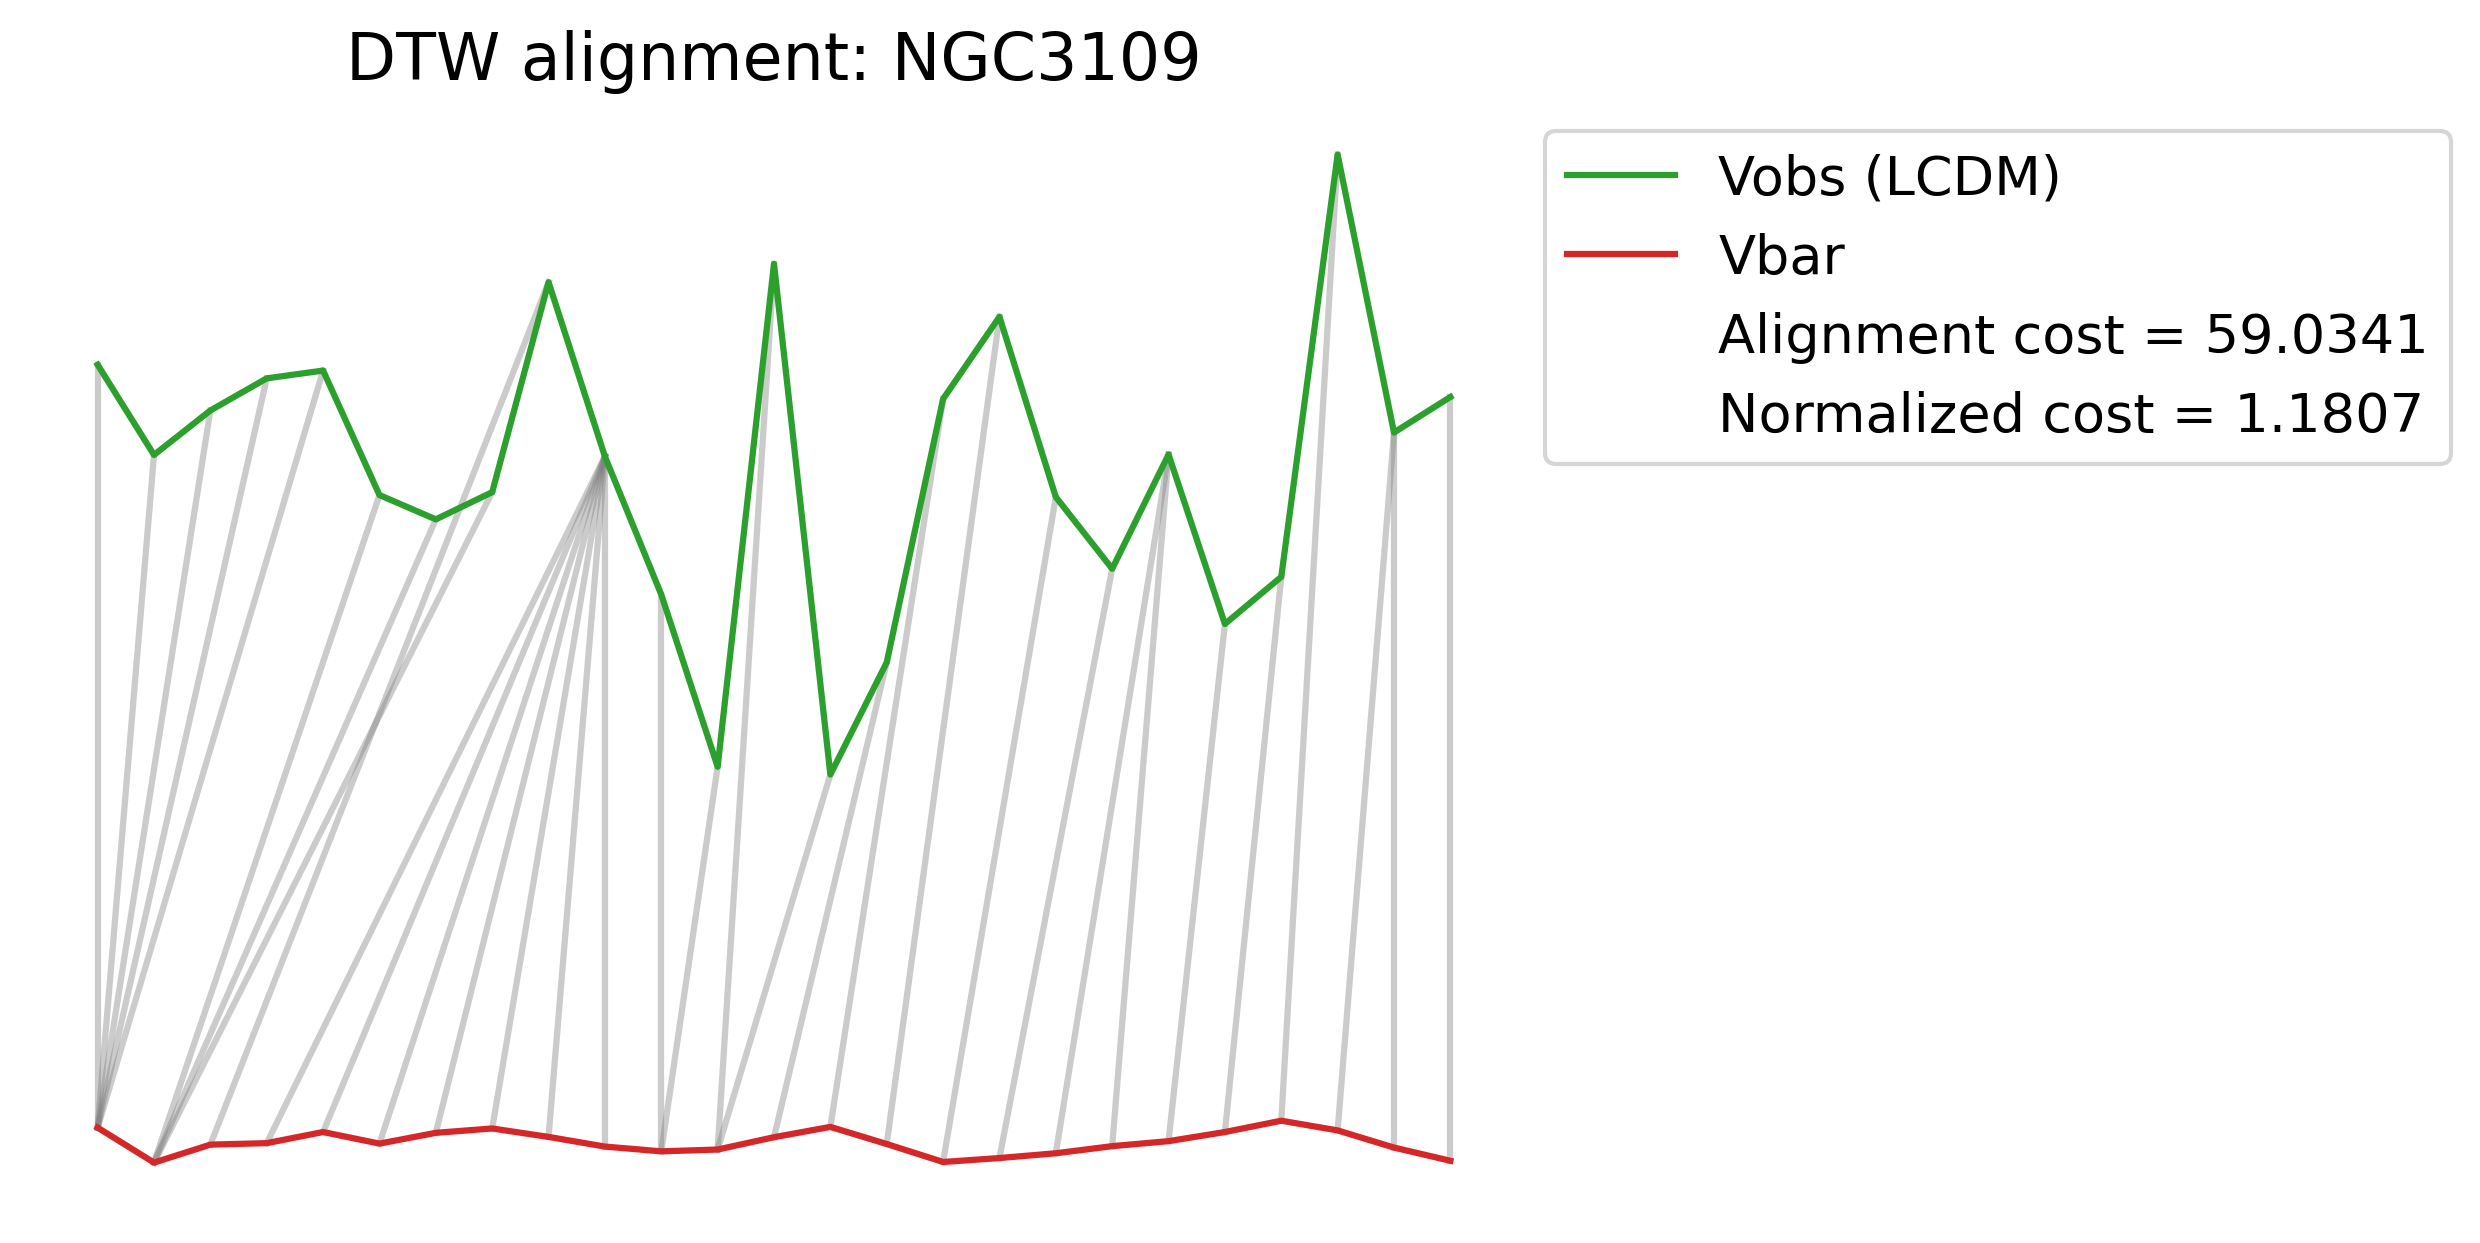 DTW alignment: NGC3109
Vobs (LCDM)
Vbar
Alignment cost = 59.0341
Normalized cost = 1.1807